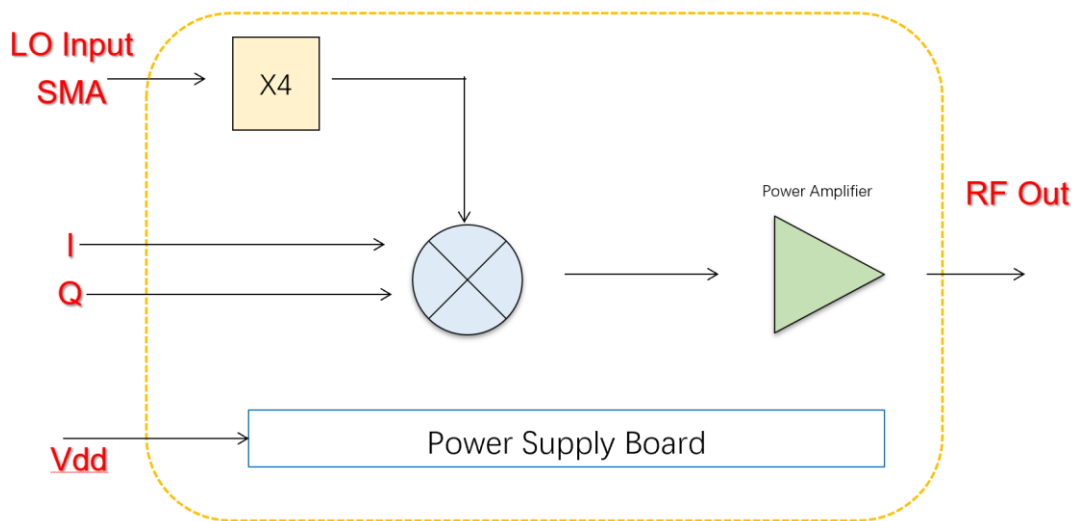 LO Input
SMA
X4
Power Amplifier
RF Out
I
Q
Vdd
Power Supply Board